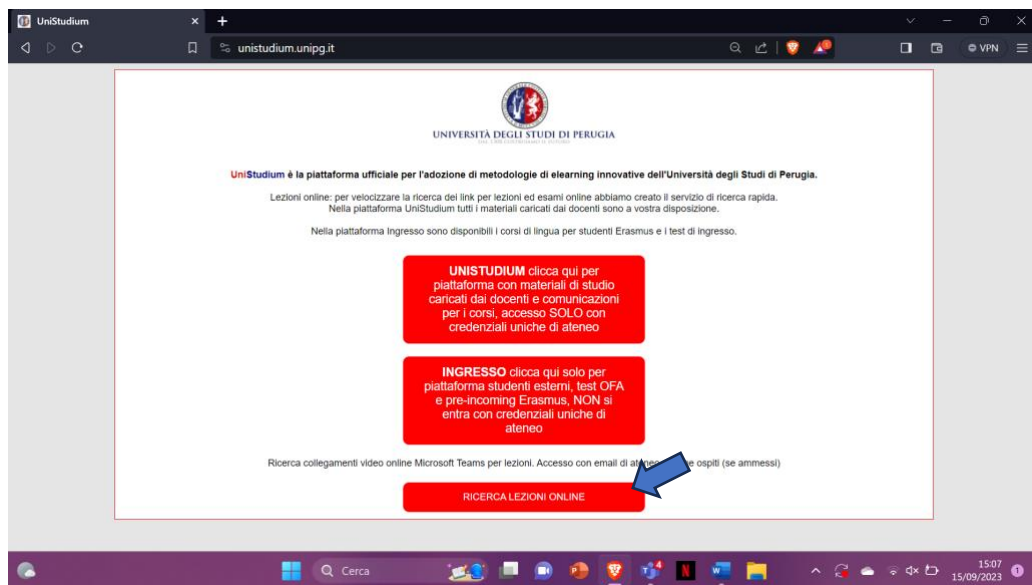 UniStudium
unistudium.unipg.it
VPN
UNIVERSITÀ DEGLI STUDI DI PERUGIA
UniStudium è la piattaforma ufficiale per l'adozione di metodologie di elearning innovative dell'Università degli Studi di Perugia.
Lezioni online: per velocizzare la ricerca dei link per lezioni ed esami online abbiamo creato il servizio di ricerca rapida.
Nella piattaforma UniStudium tutti i materiali caricati dai docenti sono a vostra disposizione.
Nella piattaforma Ingresso sono disponibili i corsi di lingua per studenti Erasmus e i test di ingresso.
UNISTUDIUM clicca qui per
piattaforma con materiali di studio
caricati dai docenti e comunicazioni
per i corsi, accesso SOLO con
credenziali uniche di ateneo
INGRESSO clicca qui solo per
piattaforma studenti esterni, test OFA
e pre-incoming Erasmus, NON si
entra con credenziali uniche di
ateneo
Ricerca collegamenti video online Microsoft Teams per lezioni. Accesso con email di ospiti (se ammessi)
RICERCA LEZIONI ONLINE
Cerca
4
15:07
15/09/2023
1